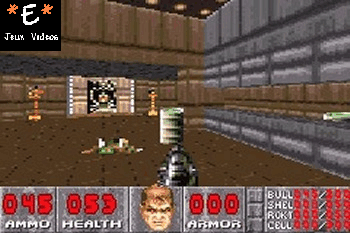 *E*
Jeux Videos
045 053 000 BULL
SHEL
ROKT
AMMO HEALTH ARMOR CELL